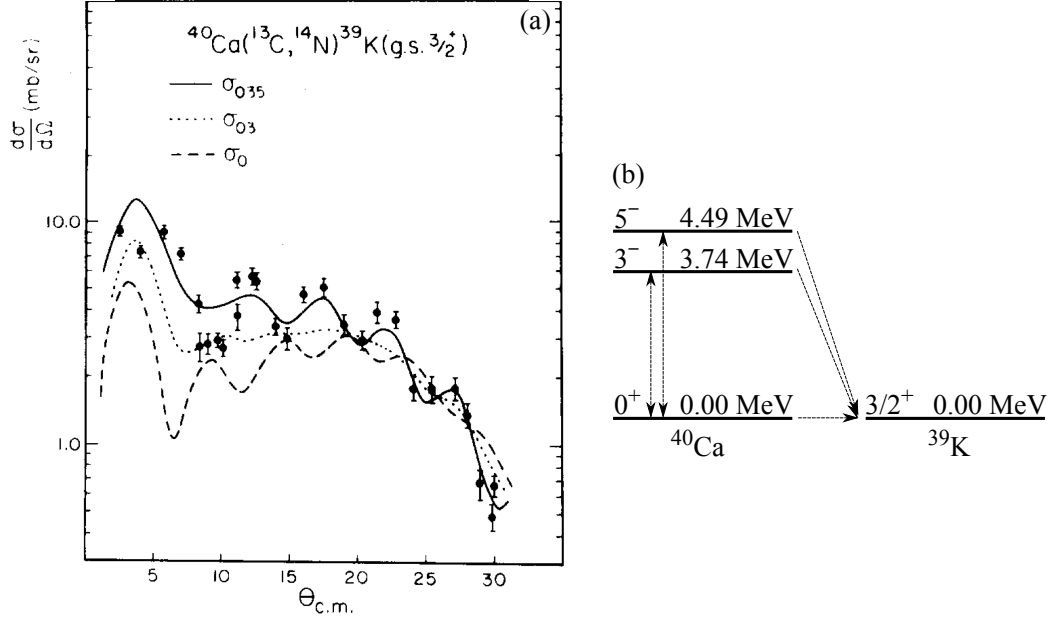 (a)
⁴⁰Ca(¹³C, ¹⁴N)³⁹K(g.s. 3/2⁺)
σ₀₃₅
σ₀₃
σ₀
dσ/dΩ (mb/sr)
10.0
1.0
5
10
15
20
25
30
Θc.m.
(b)
5⁻ 4.49 MeV
3⁻ 3.74 MeV
0⁺ 0.00 MeV
3/2⁺ 0.00 MeV
⁴⁰Ca
³⁹K